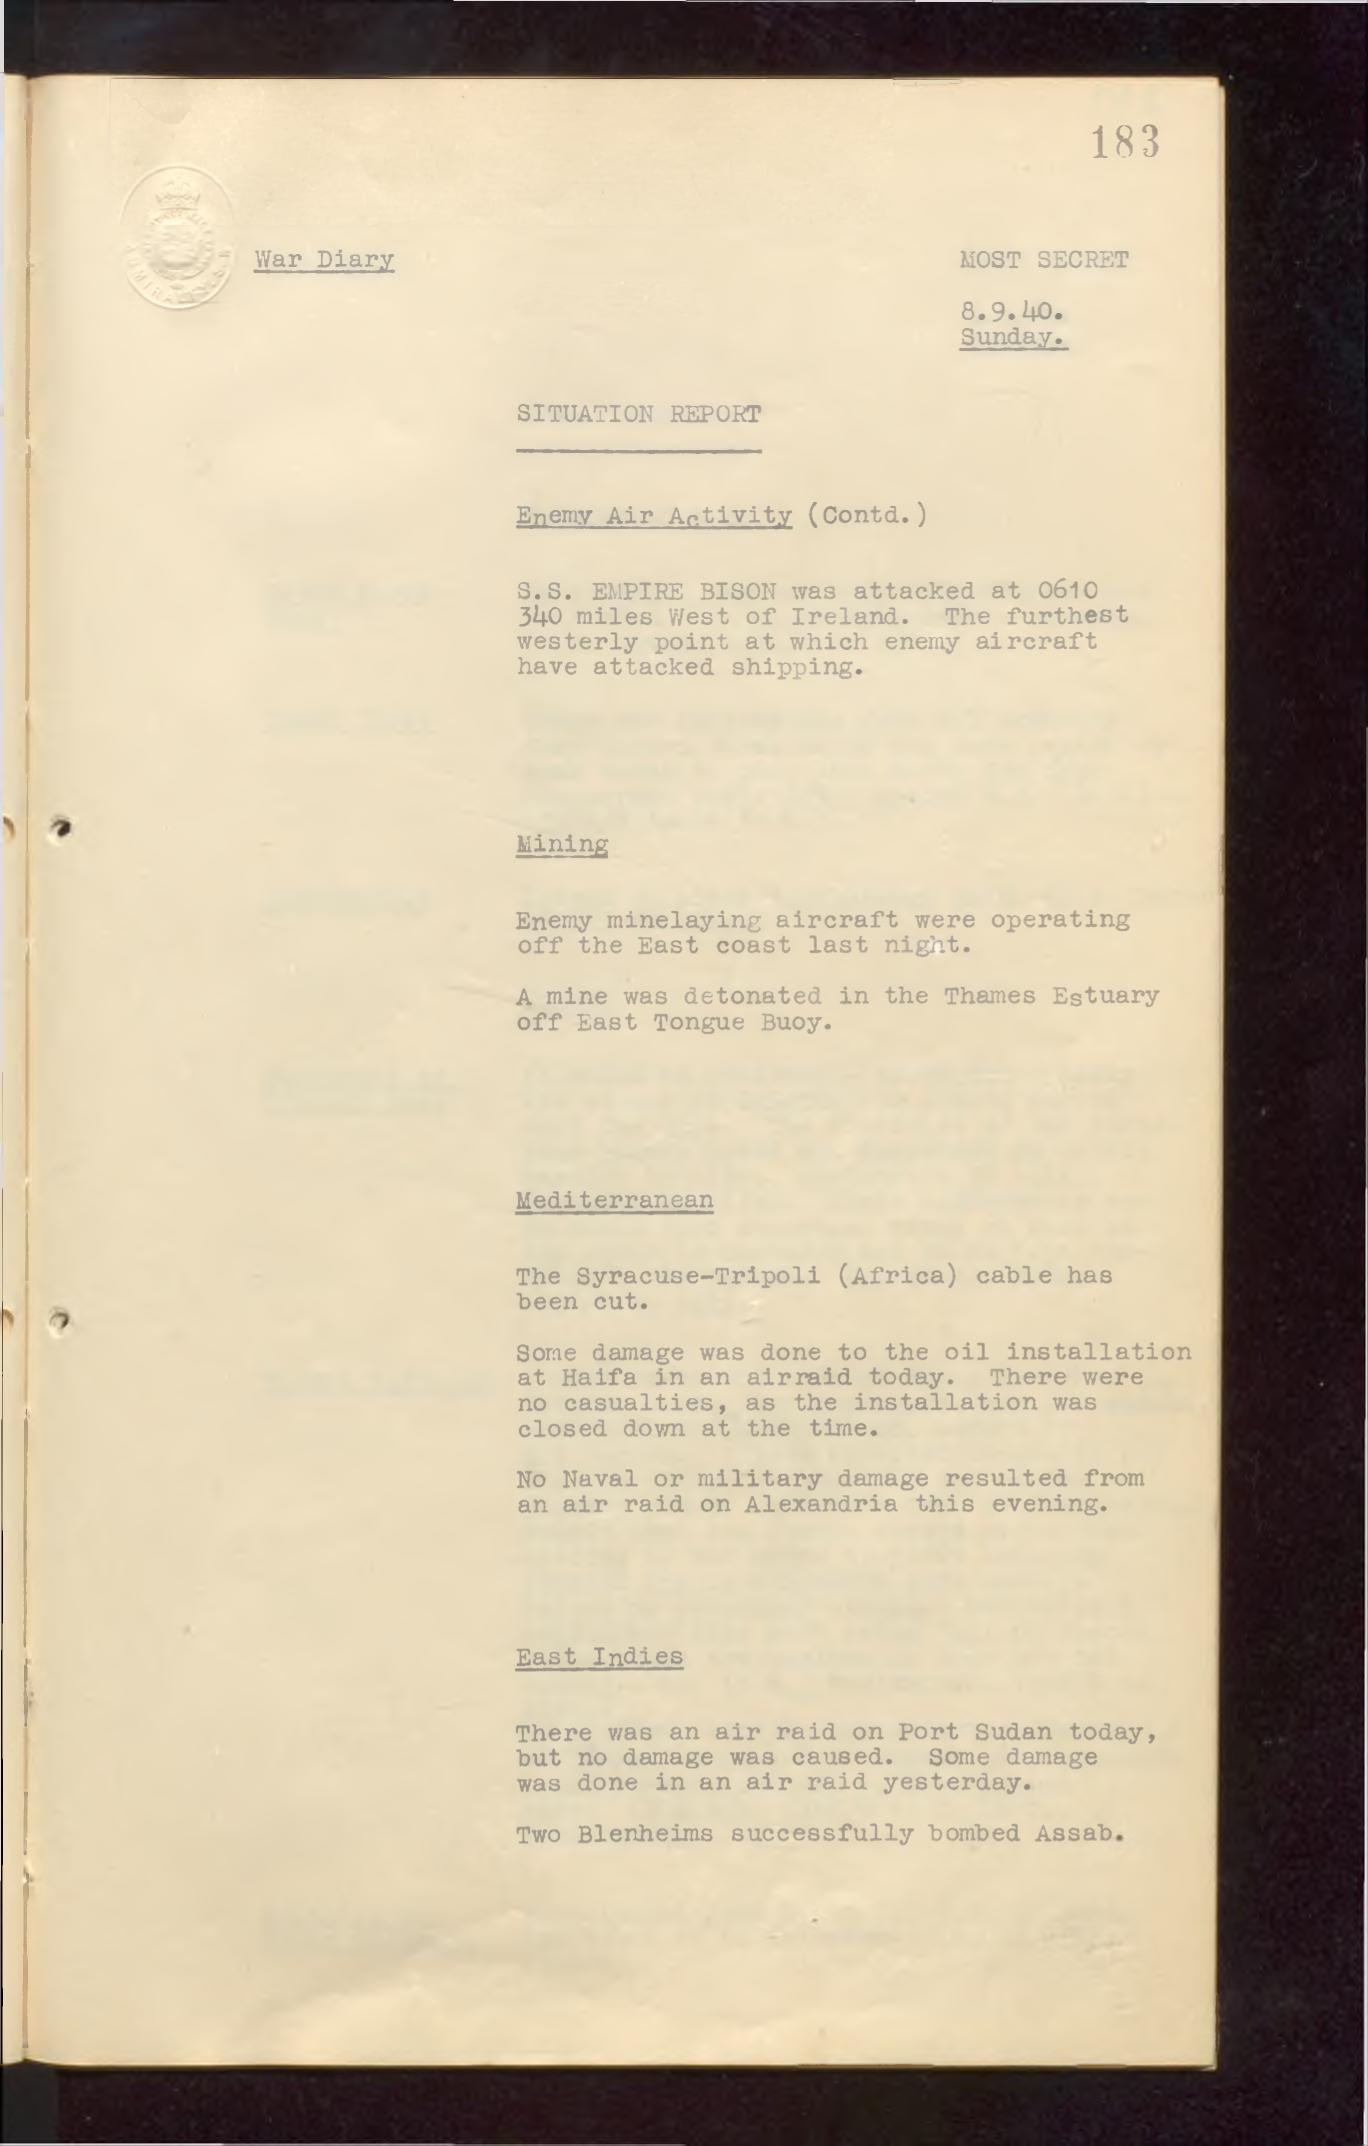 183
War Diary
MOST SECRET
8.9.40.
Sunday.
SITUATION REPORT
Enemy Air Activity (Contd.)
S.S. EMPIRE BISON was attacked at 0610
340 miles West of Ireland. The furthest
westerly point at which enemy aircraft
have attacked shipping.
Mining
Enemy minelaying aircraft were operating
off the East coast last night.
A mine was detonated in the Thames Estuary
off East Tongue Buoy.
Mediterranean
The Syracuse-Tripoli (Africa) cable has
been cut.
Some damage was done to the oil installation
at Haifa in an airraid today. There were
no casualties, as the installation was
closed down at the time.
No Naval or military damage resulted from
an air raid on Alexandria this evening.
East Indies
There was an air raid on Port Sudan today,
but no damage was caused. Some damage
was done in an air raid yesterday.
Two Blenheims successfully bombed Assab.